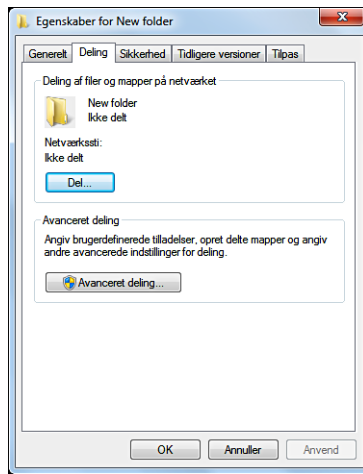 Egenskaber for New folder
Generelt Deling Sikkerhed Tidligere versioner Tilpas
Deling af filer og mapper på netværket
New folder
Ikke delt
Netværkssti:
Ikke delt
Del...
Avanceret deling
Angiv brugerdefinerede tilladelser, opret delte mapper og angiv
andre avancerede indstillinger for deling.
Avanceret deling...
OK Annuller Anvend